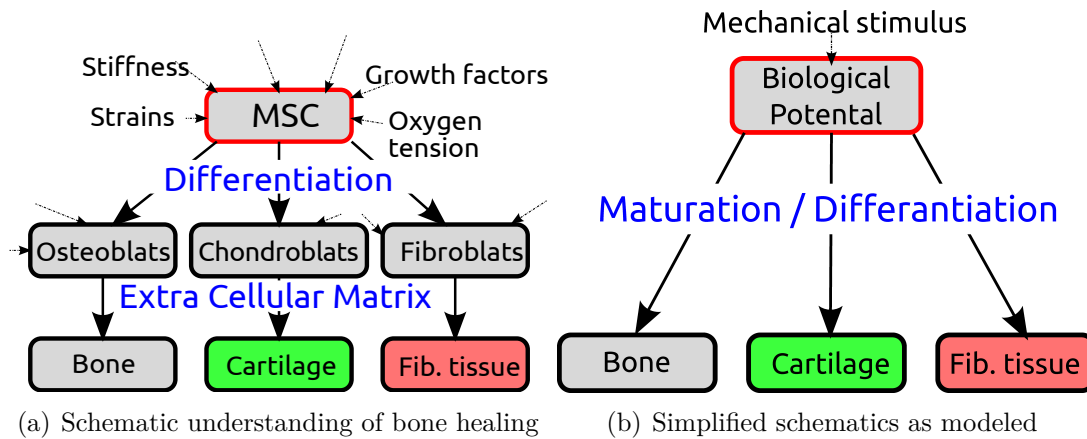 Stiffness
Growth factors
Strains
MSC
Oxygen
tension
Differentiation
Osteoblats
Chondroblats
Fibroblats
Extra Cellular Matrix
Bone
Cartilage
Fib. tissue
(a) Schematic understanding of bone healing
Mechanical stimulus
Biological
Potental
Maturation / Differantiation
Bone
Cartilage
Fib. tissue
(b) Simplified schematics as modeled